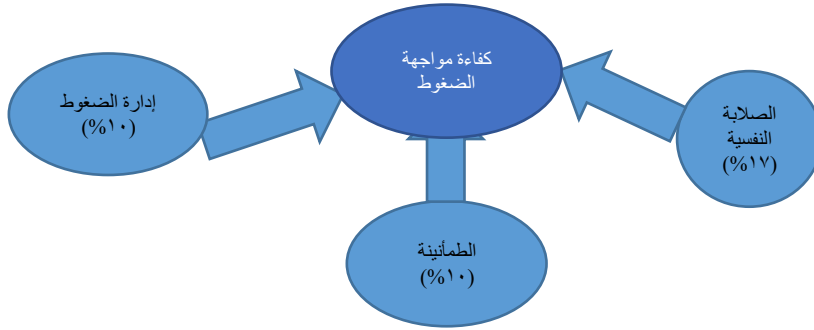 كفاءة مواجهة
الضغوط
الصلابة
النفسية
(%١٧)
إدارة الضغوط
(%١٠)
الطمأنينة
(%١٠)